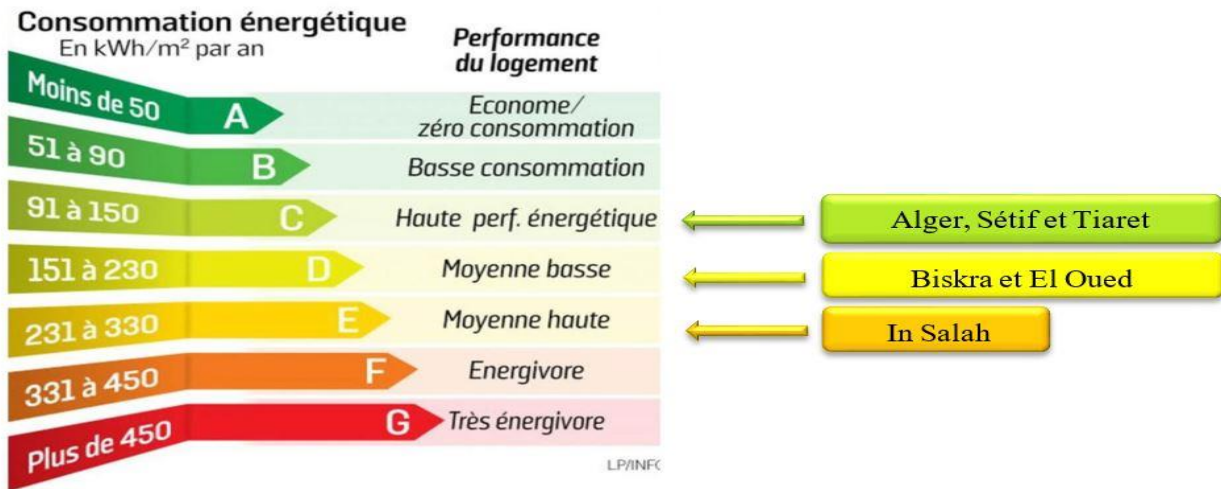 Consommation énergétique
En kWh/m² par an
Performance
du logement
Moins de 50
A
Econome/
zéro consommation
51 à 90
B
Basse consommation
91 à 150
C
Haute perf. énergétique
Alger, Sétif et Tiaret
151 à 230
D
Moyenne basse
Biskra et El Oued
231 à 330
E
Moyenne haute
In Salah
331 à 450
F
Energivore
Plus de 450
G
Très énergivore
LP/INFO